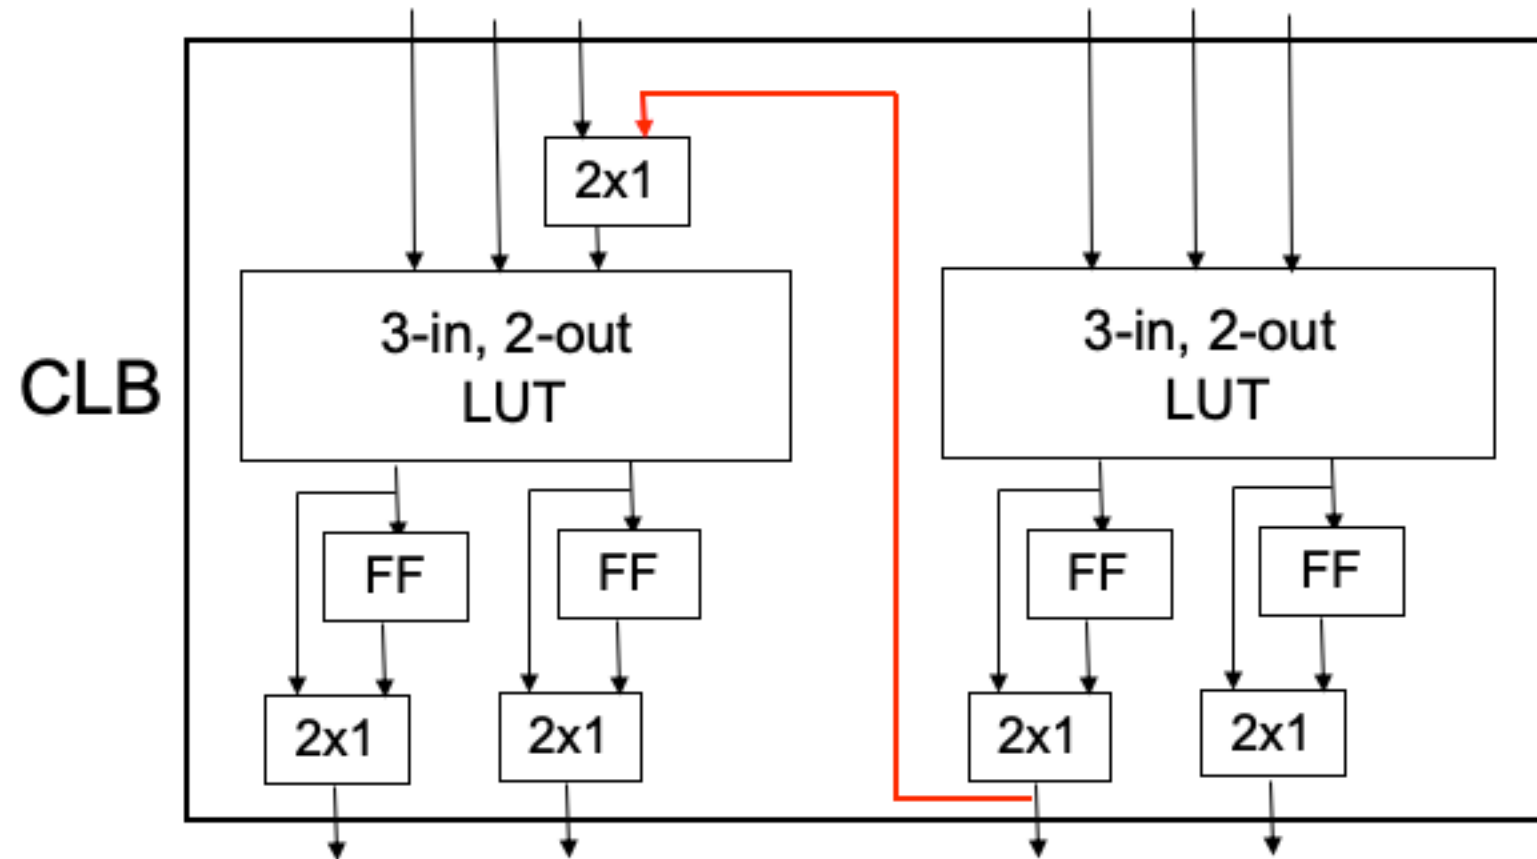 2x1
3-in, 2-out
LUT
3-in, 2-out
LUT
CLB
FF
FF
FF
FF
2x1
2x1
2x1
2x1